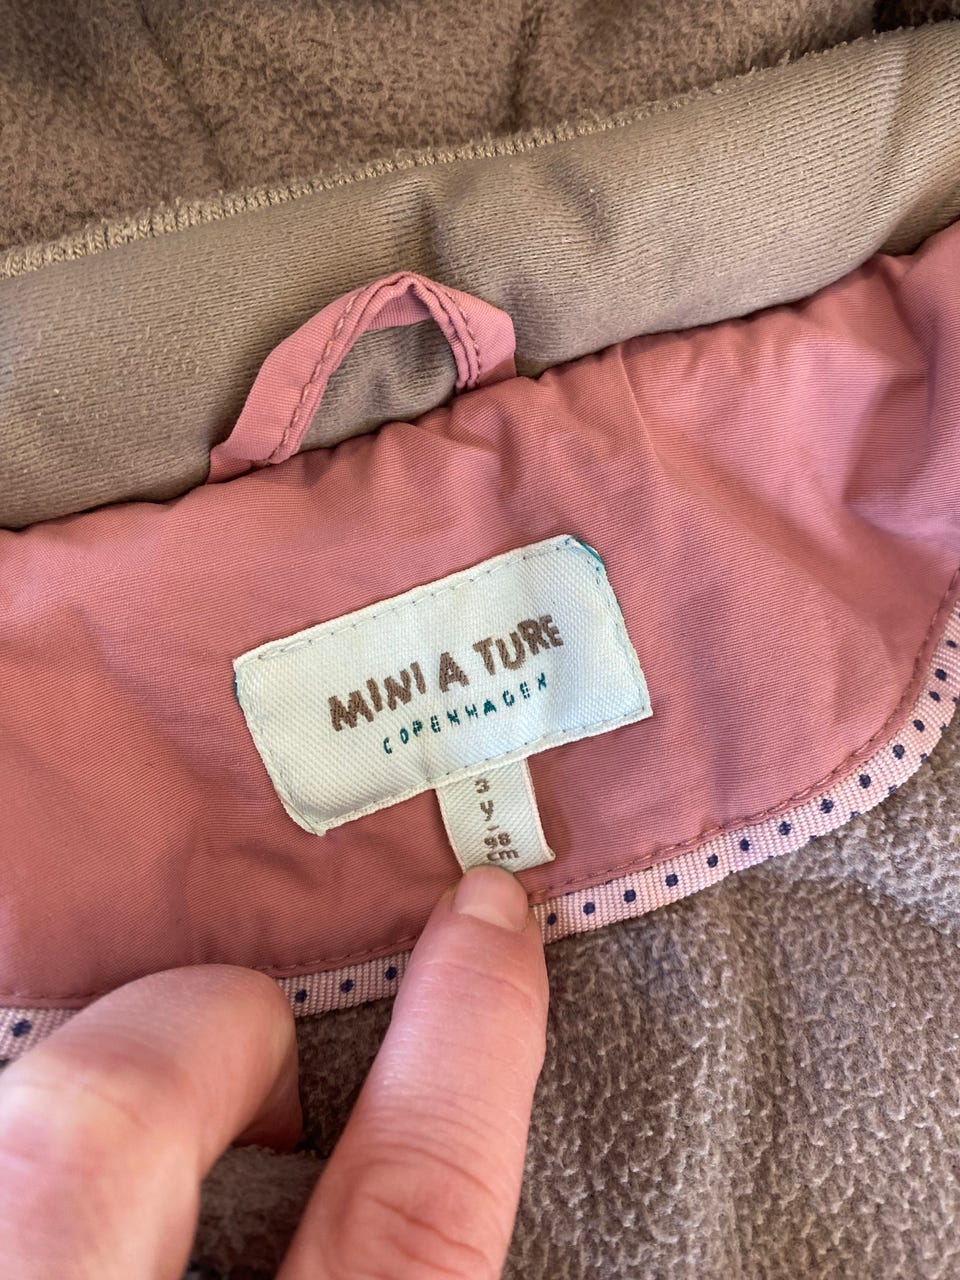 MINI A TURE
COPENHAGEN
3
y
98
cm